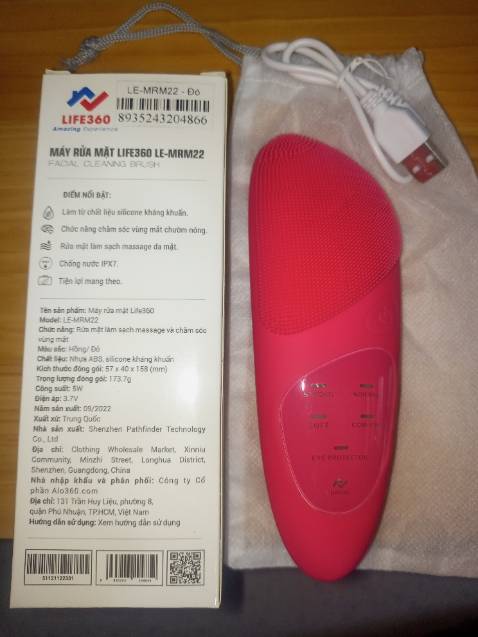 LIFE360
Amazing Experience
LE-MRM22 - Đỏ
8935243204866
MÁY RỬA MẶT LIFE360 LE-MRM22
FACIAL CLEANING BRUSH
ĐIỂM NỔI BẬT:
Làm từ chất liệu silicone kháng khuẩn.
Chức năng chăm sóc vùng mắt chườm nóng.
Rửa mặt làm sạch massage da mặt.
Chống nước IPX7.
Tiện lợi mang theo.
Tên sản phẩm: Máy rửa mặt Life360
Model: LE-MRM22
Chức năng: Rửa mặt làm sạch massage và chăm sóc
vùng mắt
Màu sắc: Hồng/ Đỏ
Chất liệu: Nhựa ABS, silicone kháng khuẩn
Kích thước đóng gói: 57 x 40 x 158 (mm)
Trọng lượng đóng gói: 173.7g
Công suất: 5W
Điện áp: 3.7V
Năm sản xuất: 09/2022
Xuất xứ: Trung Quốc
Nhà sản xuất: Shenzhen Pathfinder Technology
Co., Ltd
Địa chỉ: Clothing Wholesale Market, Xinniu
Community, Minzhi Street, Longhua District,
Shenzhen, Guangdong, China
Nhà nhập khẩu và phân phối: Công ty Cổ
phần Aio360.com
Địa chỉ: 131 Trần Huy Liệu, phường 8,
quận Phú Nhuận, TP.HCM, Việt Nam
Hướng dẫn sử dụng: Xem hướng dẫn sử dụng
STRONG NORMAL
SOFT
EYE PROTECTOR